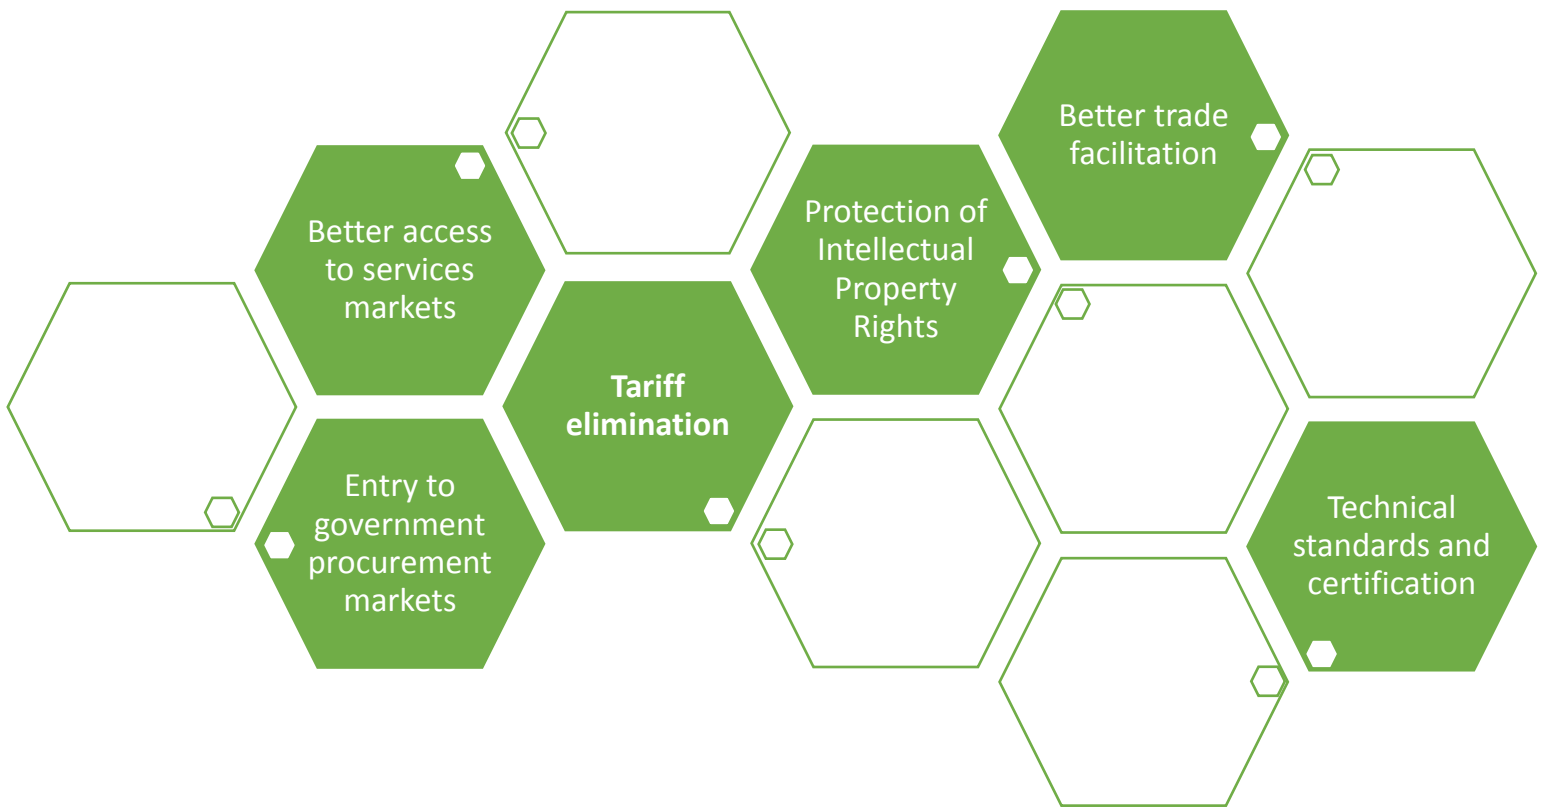 Better trade
facilitation
Protection of
Intellectual
Property
Rights
Better access
to services
markets
Tariff
elimination
Entry to
government
procurement
markets
Technical
standards and
certification